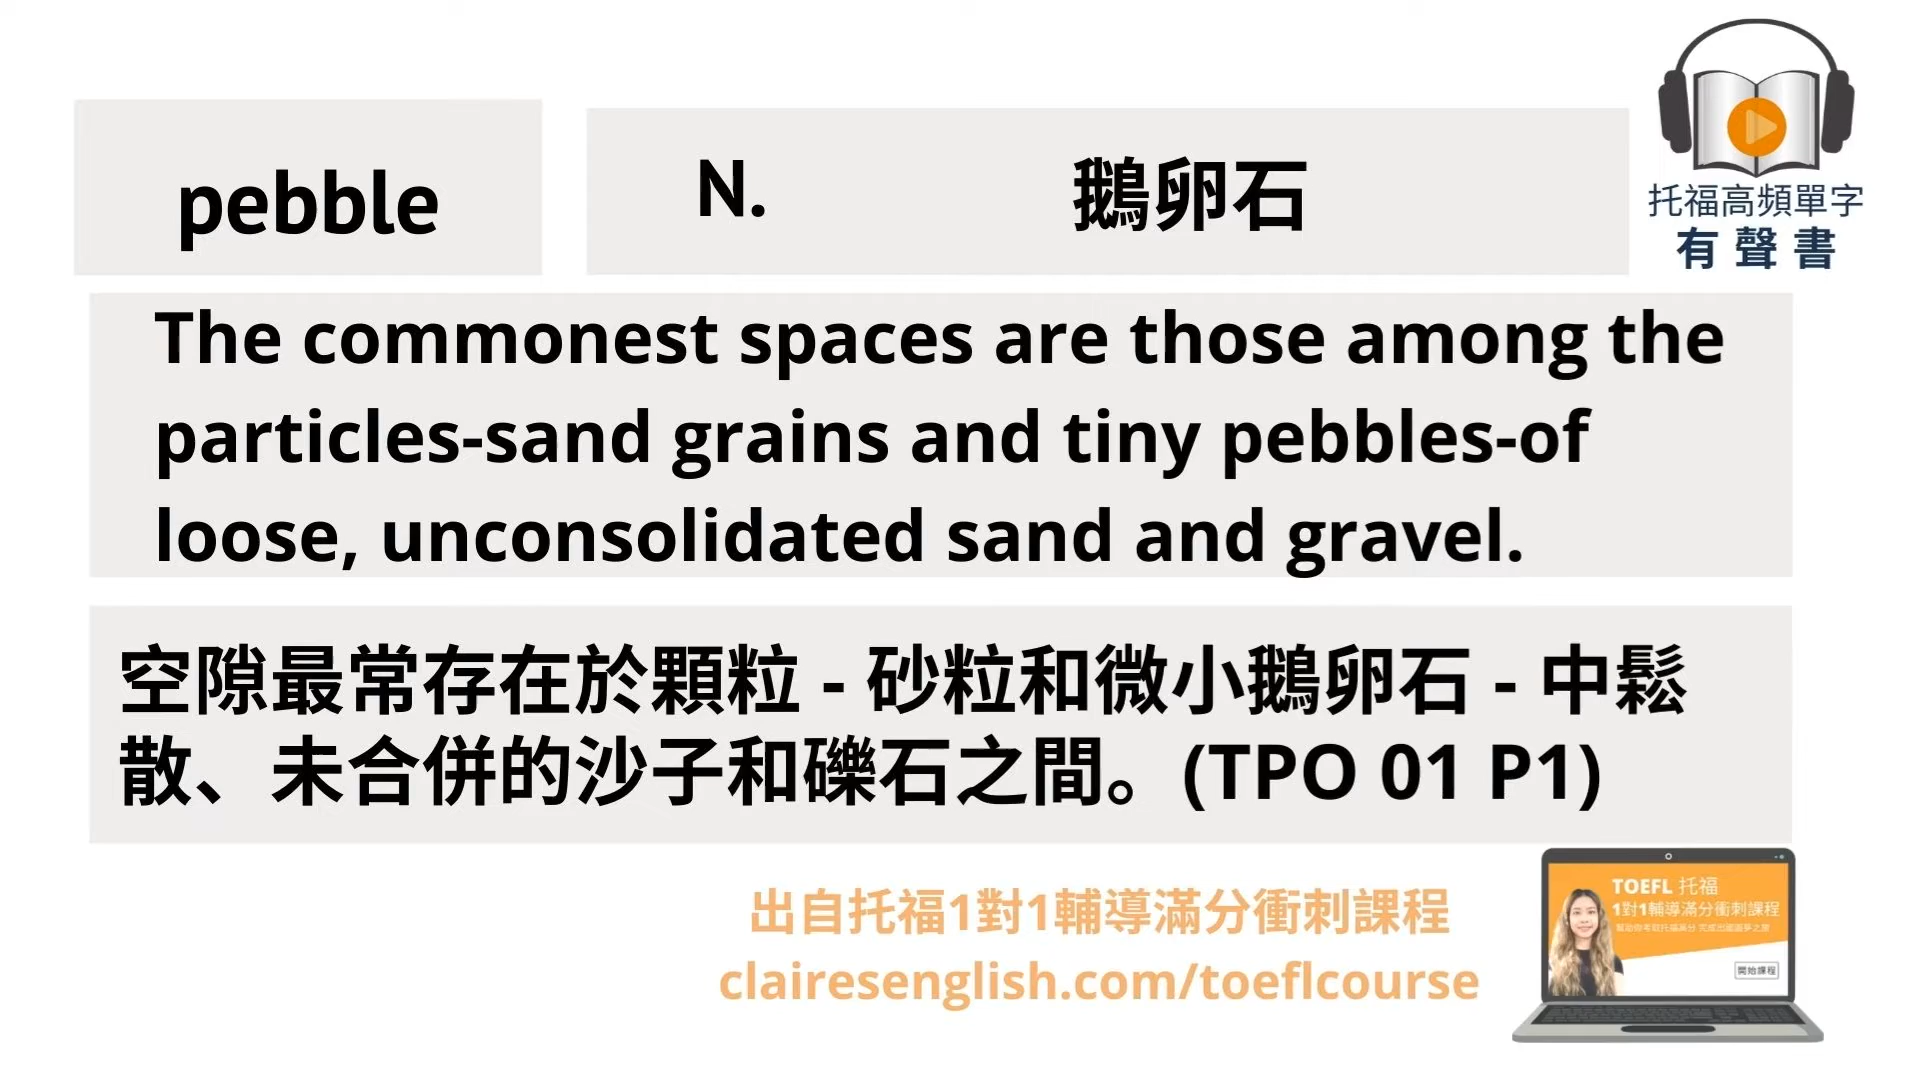 pebble
N.
鵝卵石
托福高頻單字
有聲書
The commonest spaces are those among the
particles-sand grains and tiny pebbles-of
loose, unconsolidated sand and gravel.
空隙最常存在於顆粒 - 砂粒和微小鵝卵石 - 中鬆
散、未合併的沙子和礫石之間。(TPO 01 P1)
出自托福1對1輔導滿分衝刺課程
clairesenglish.com/toeflcourse
TOEFL 托福
1對1輔導滿分衝刺課程
開始課程